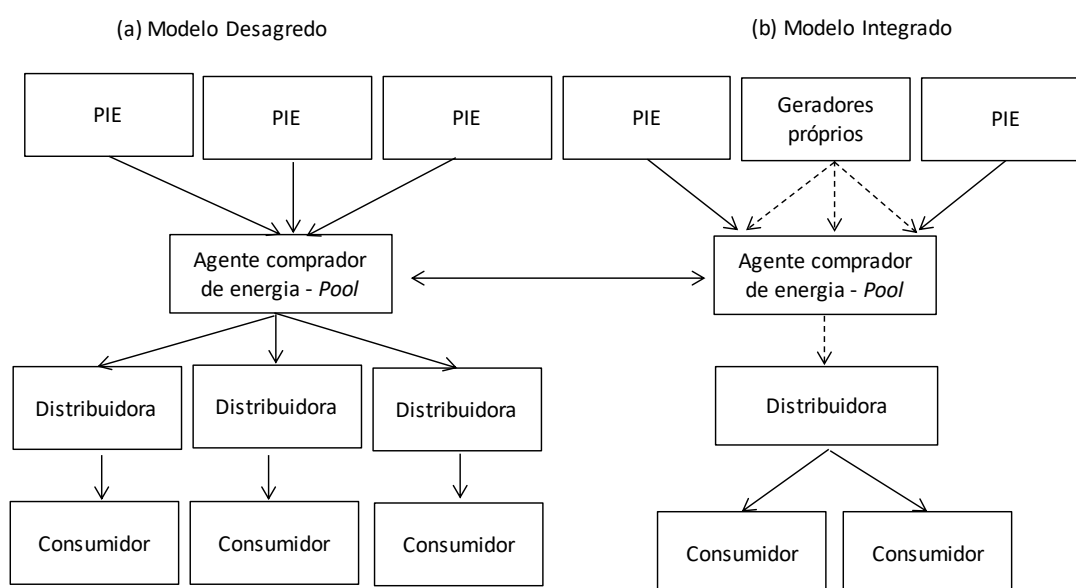 (a) Modelo Desagredo
(b) Modelo Integrado
PIE
PIE
PIE
PIE
Geradores
próprios
PIE
Agente comprador
de energia - Pool
Agente comprador
de energia - Pool
Distribuidora
Distribuidora
Distribuidora
Distribuidora
Consumidor
Consumidor
Consumidor
Consumidor
Consumidor